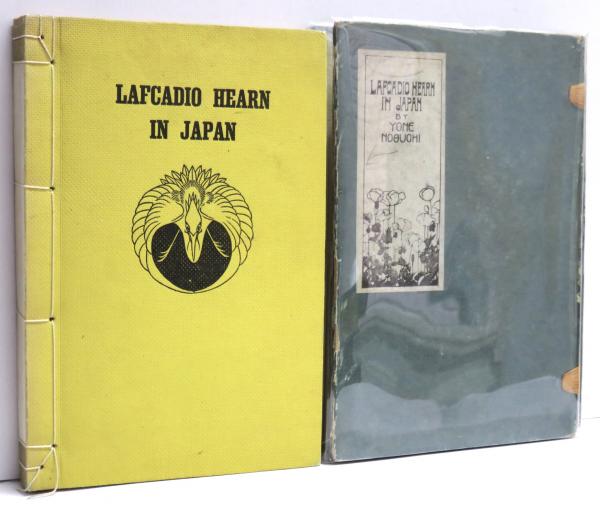 LAFCADIO HEARN
IN JAPAN
LAFCADIO HEARN
IN JAPAN
BY
YONE
NOGUCHI